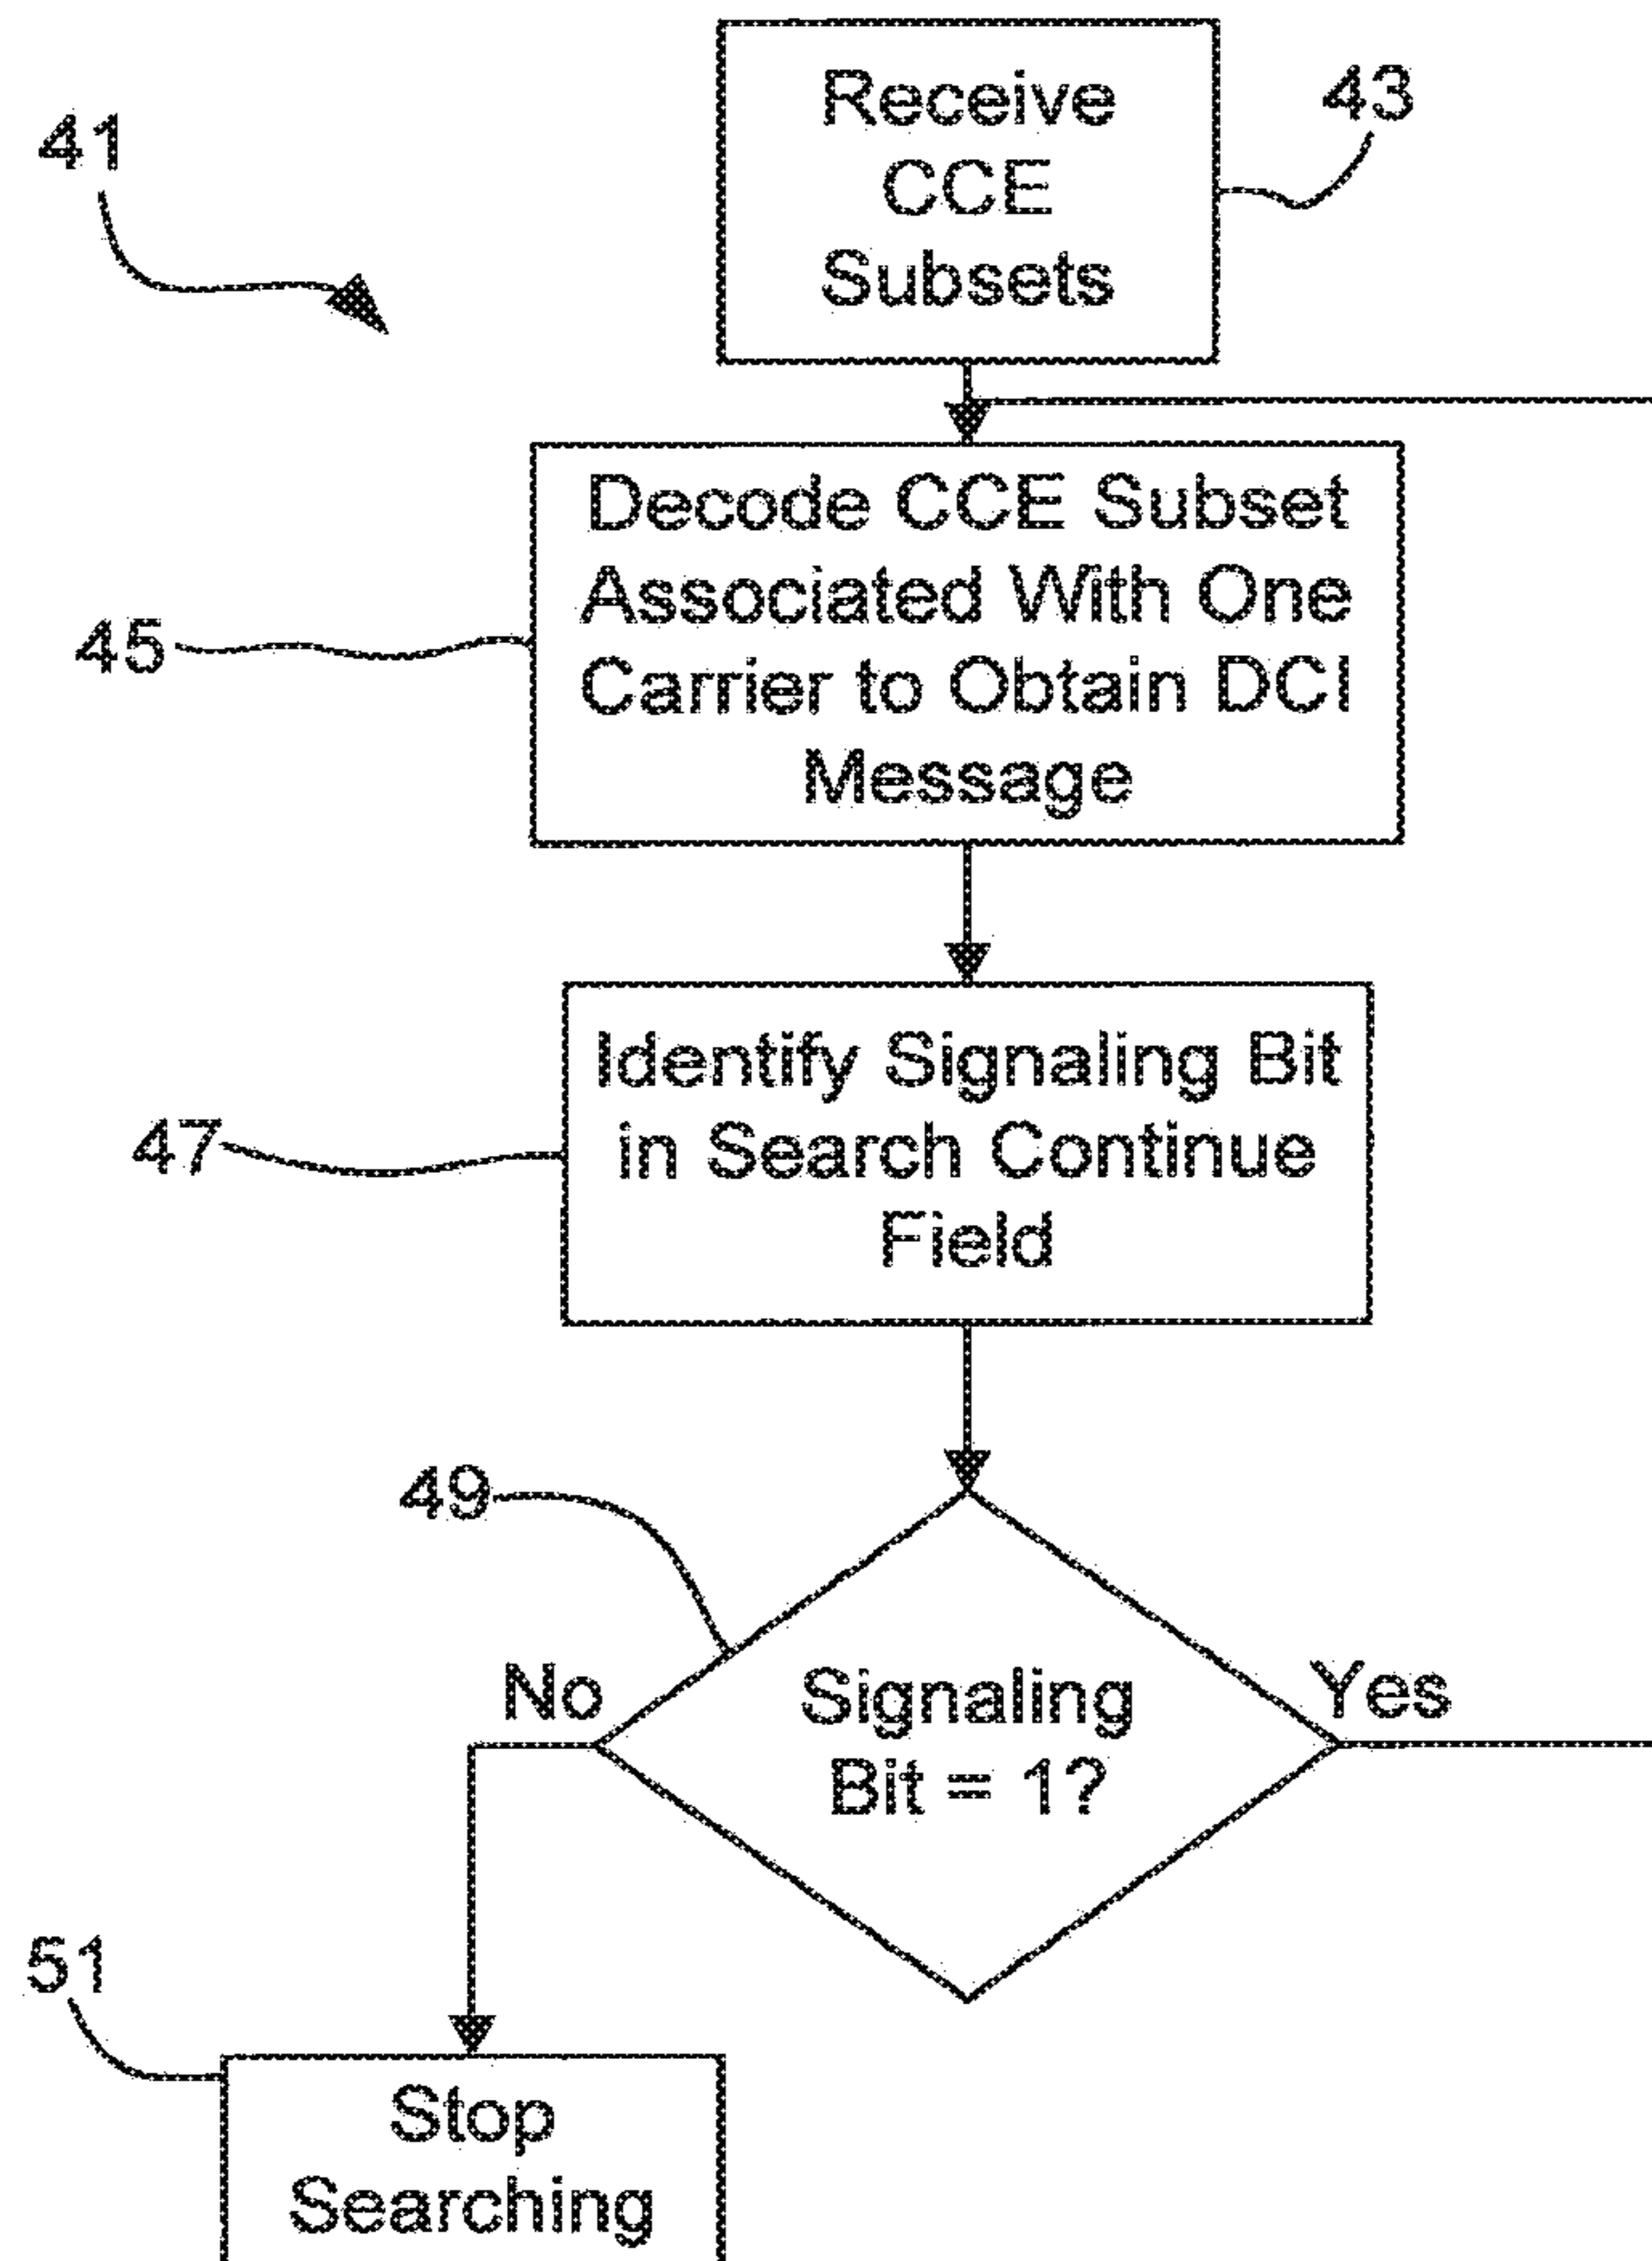 41
Receive
CCE
Subsets
43
45
Decode CCE Subset
Associated With One
Carrier to Obtain DCI
Message
47
Identify Signaling Bit
in Search Continue
Field
49
No
Signaling
Bit = 1?
Yes
51
Stop
Searching